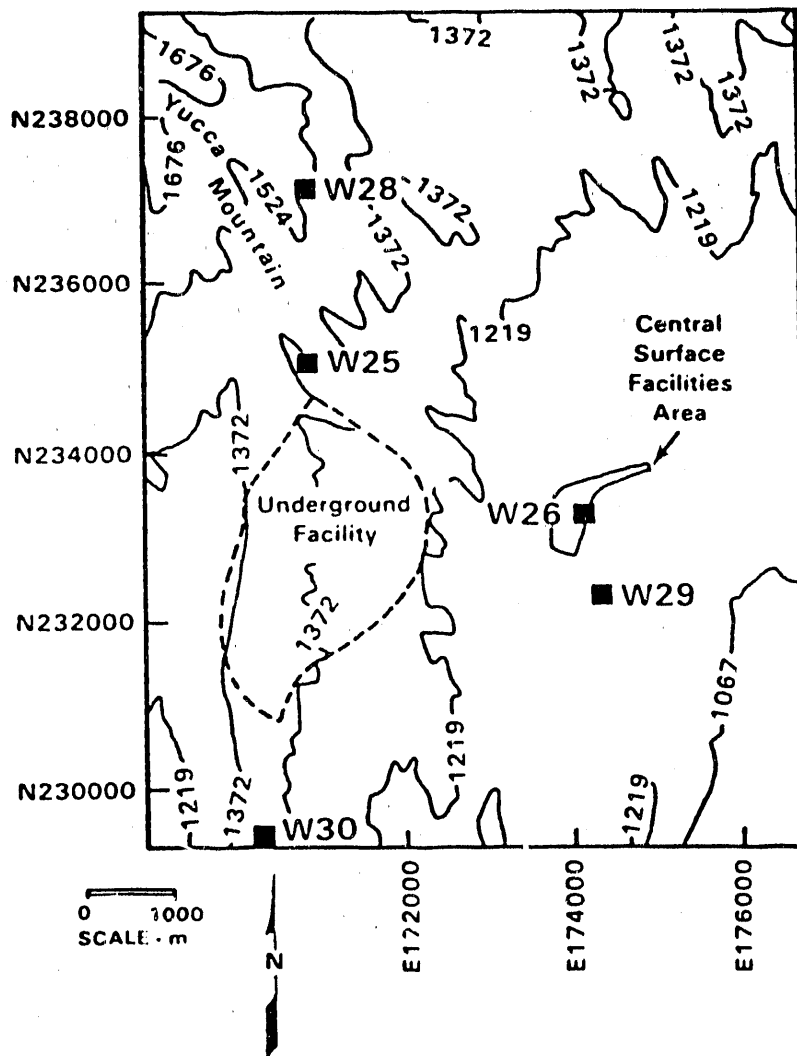 1372
1676
1372
1372
1372
N238000
Yucca
Mountain
1676
1524
W28
1372
1372
1219
N236000
1219
Central
Surface
Facilities
Area
W25
1372
N234000
Underground
Facility
W26
W29
N232000
1372
1067
1219
N230000
1219
1372
W30
1219
0 1000
SCALE - m
E172000
E174000
E176000
N